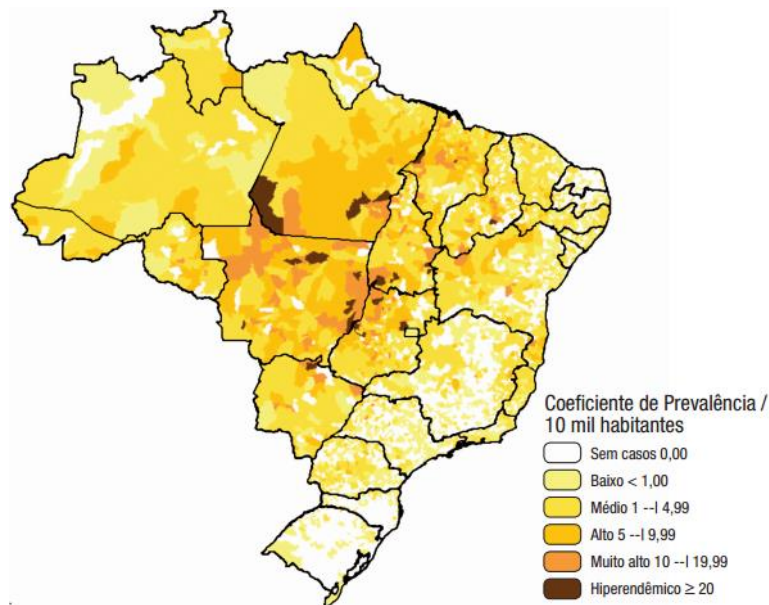 Coeficiente de Prevalência /
10 mil habitantes
Sem casos 0,00
Baixo < 1,00
Médio 1 --l 4,99
Alto 5 --l 9,99
Muito alto 10 --l 19,99
Hiperendêmico ≥ 20